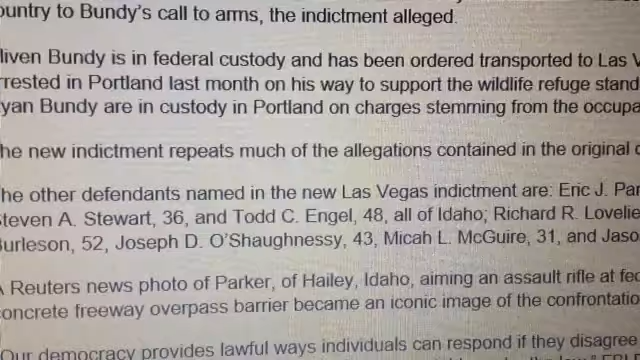 ountry to Bundy's call to arms, the indictment alleged.
liven Bundy is in federal custody and has been ordered transported to Las V
rrested in Portland last month on his way to support the wildlife refuge stand
yan Bundy are in custody in Portland on charges stemming from the occupa
he new indictment repeats much of the allegations contained in the original
he other defendants named in the new Las Vegas indictment are: Eric J. Par
teven A. Stewart, 36, and Todd C. Engel, 48, all of Idaho; Richard R. Lovelie
urleson, 52, Joseph D. O'Shaughnessy, 43, Micah L. McGuire, 31, and Jaso
A Reuters news photo of Parker, of Hailey, Idaho, aiming an assault rifle at fed
oncrete freeway overpass barrier became an iconic image of the confrontatio
"Our democracy provides lawful ways individuals can respond if they disagree